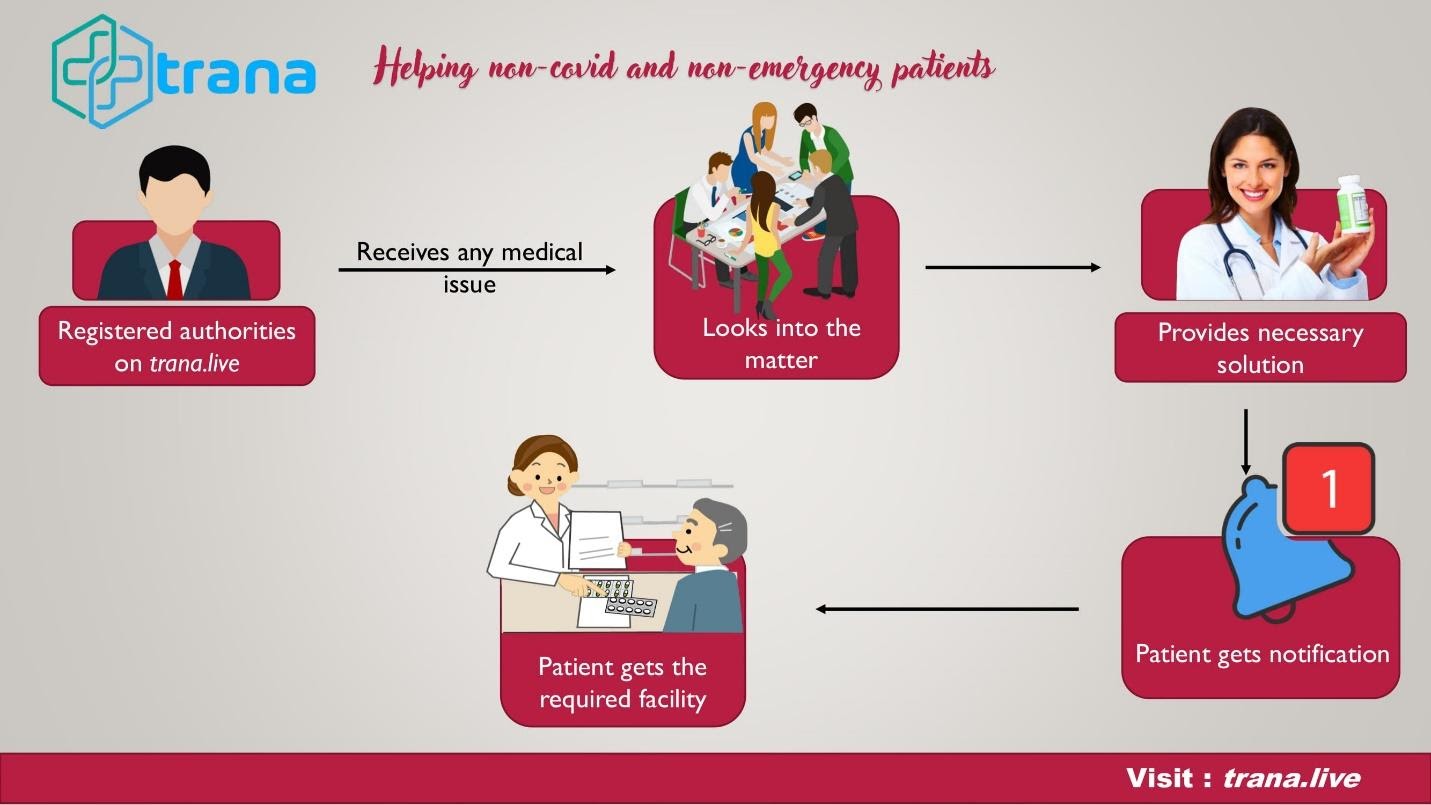 trana
Helping non-covid and non-emergency patients
Receives any medical
issue
Registered authorities
on trana.live
Looks into the
matter
Provides necessary
solution
1
Patient gets notification
Patient gets the
required facility
Visit : trana.live